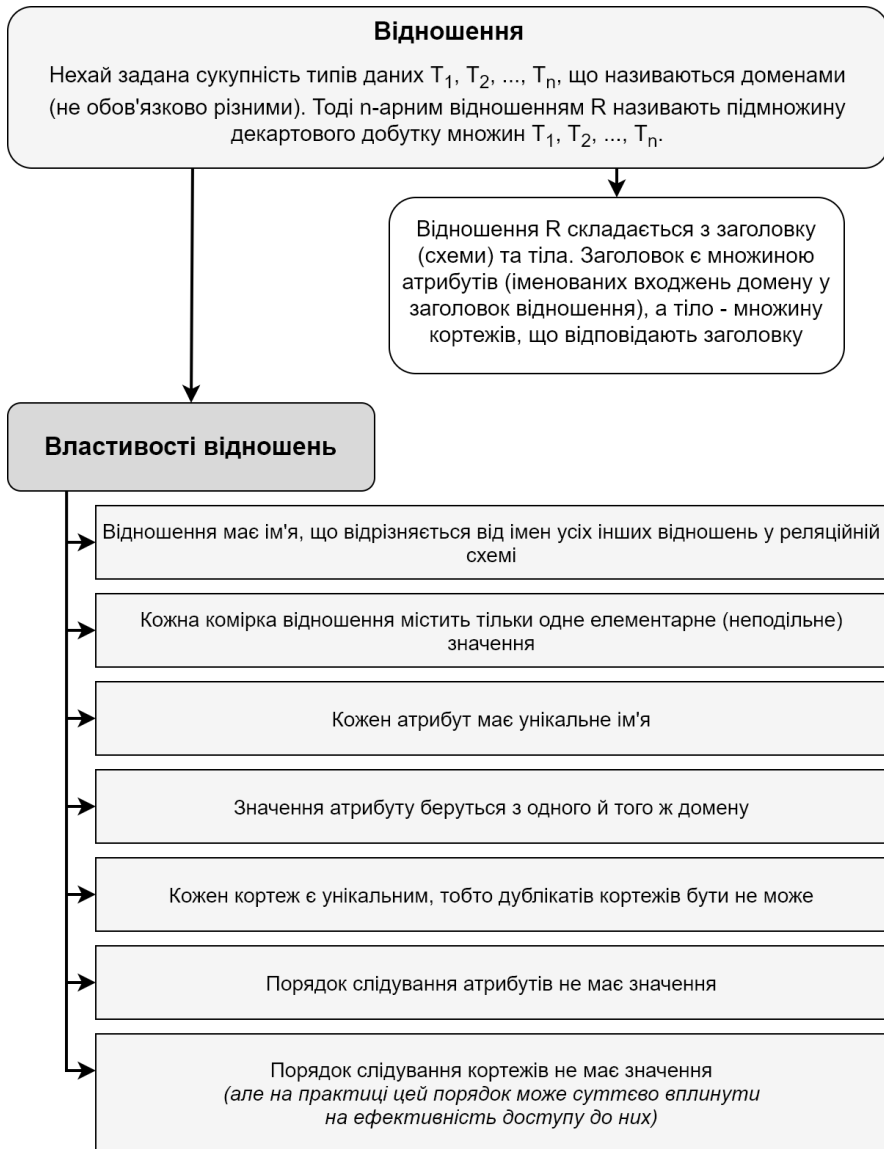 Відношення
Нехай задана сукупність типів даних T₁, T₂, ..., Tₙ, що називаються доменами
(не обов'язково різними). Тоді n-арним відношенням R називають підмножину
декартового добутку множин T₁, T₂, ..., Tₙ.
Відношення R складається з заголовку
(схеми) та тіла. Заголовок є множиною
атрибутів (іменованих входжень домену у
заголовок відношення), а тіло - множину
кортежів, що відповідають заголовку
Властивості відношень
Відношення має ім'я, що відрізняється від імен усіх інших відношень у реляційній
схемі
Кожна комірка відношення містить тільки одне елементарне (неподільне)
значення
Кожен атрибут має унікальне ім'я
Значення атрибуту беруться з одного й того ж домену
Кожен кортеж є унікальним, тобто дублікатів кортежів бути не може
Порядок слідування атрибутів не має значення
Порядок слідування кортежів не має значення
(але на практиці цей порядок може суттєво вплинути
на ефективність доступу до них)